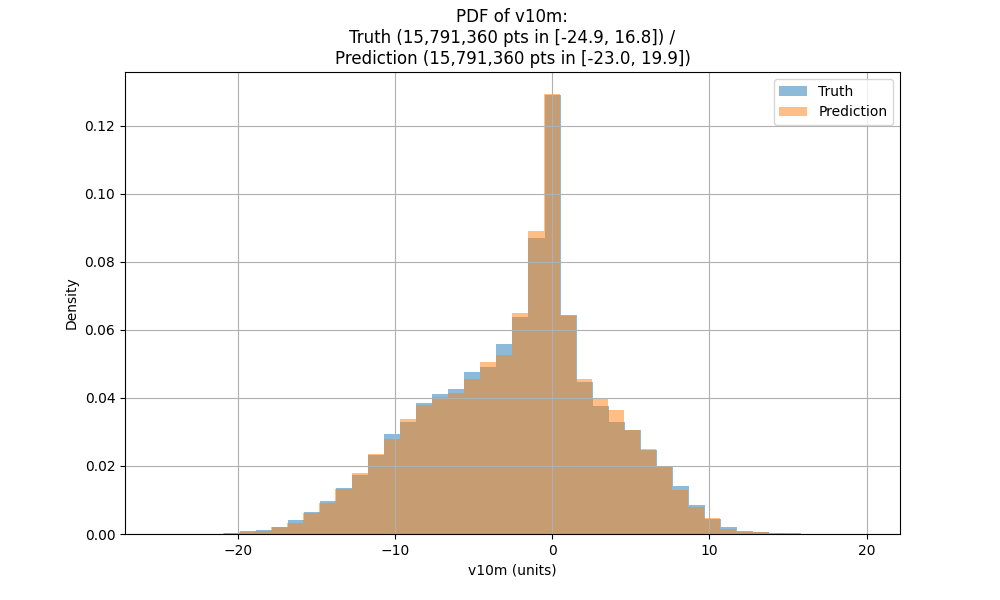 PDF of v10m:
Truth (15,791,360 pts in [-24.9, 16.8]) /
Prediction (15,791,360 pts in [-23.0, 19.9])
Truth
Prediction
0.12
0.10
0.08
0.06
0.04
0.02
0.00
Density
−20
−10
0
10
20
v10m (units)